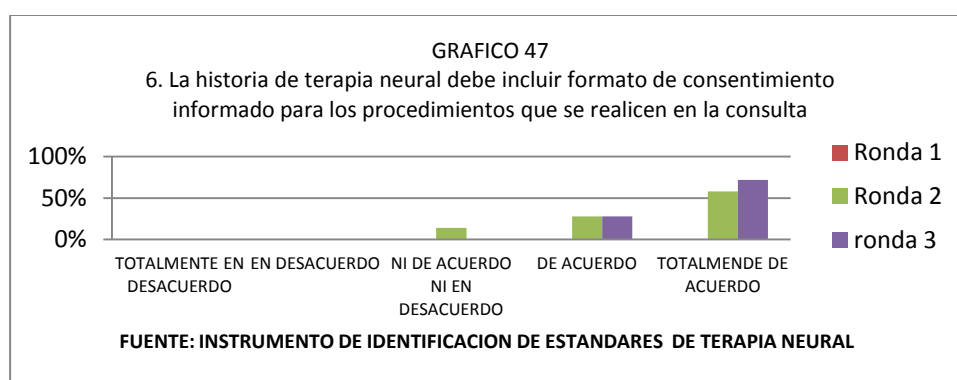 GRAFICO 47
6. La historia de terapia neural debe incluir formato de consentimiento
informado para los procedimientos que se realicen en la consulta
100%
50%
0%
Ronda 1
Ronda 2
ronda 3
TOTALMENTE EN
DESACUERDO
EN DESACUERDO
NI DE ACUERDO
NI EN
DESACUERDO
DE ACUERDO
TOTALMENDE DE
ACUERDO
FUENTE: INSTRUMENTO DE IDENTIFICACION DE ESTANDARES DE TERAPIA NEURAL